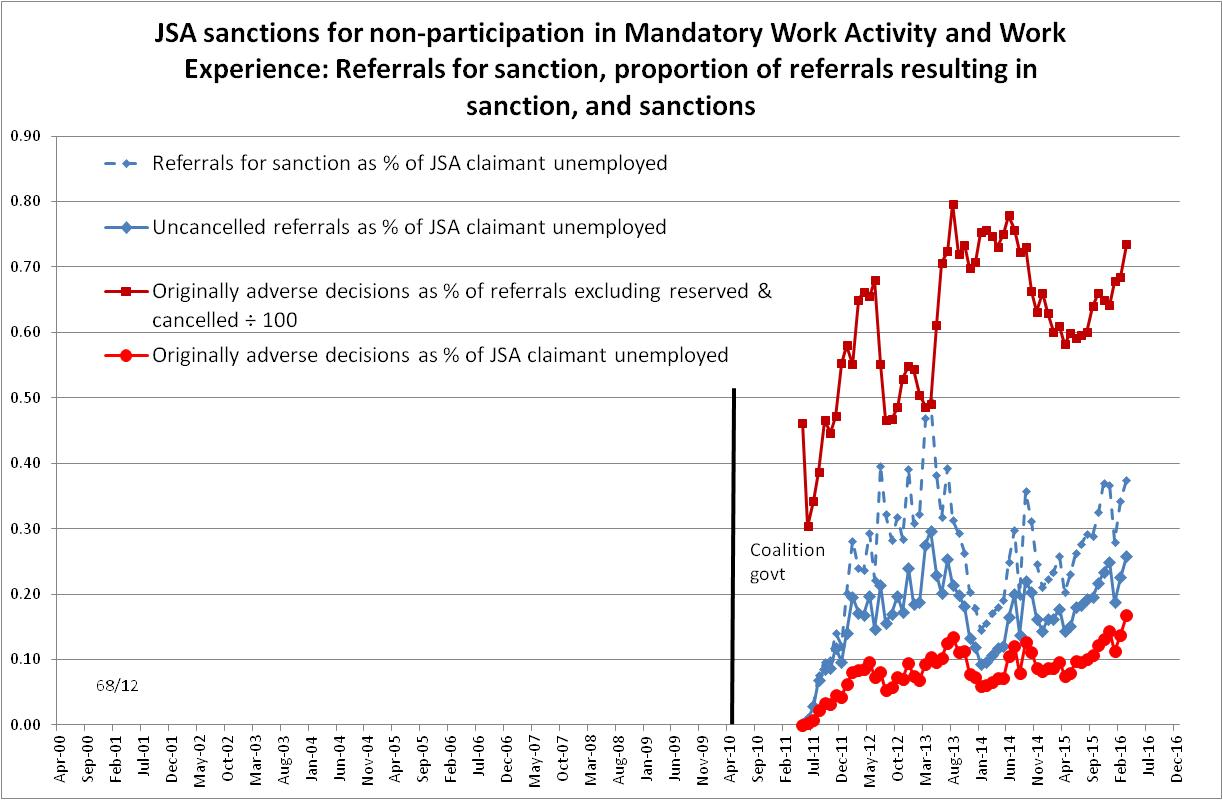 JSA sanctions for non-participation in Mandatory Work Activity and Work
Experience: Referrals for sanction, proportion of referrals resulting in
sanction, and sanctions
0.90
0.80
0.70
0.60
0.50
0.40
0.30
0.20
0.10
0.00
Referrals for sanction as % of JSA claimant unemployed
Uncancelled referrals as % of JSA claimant unemployed
Originally adverse decisions as % of referrals excluding reserved &
cancelled ÷ 100
Originally adverse decisions as % of JSA claimant unemployed
Coalition
govt
68/12
Apr-00
Sep-00
Feb-01
Jul-01
Dec-01
May-02
Oct-02
Mar-03
Aug-03
Jan-04
Jun-04
Nov-04
Apr-05
Sep-05
Feb-06
Jul-06
Dec-06
May-07
Oct-07
Mar-08
Aug-08
Jan-09
Jun-09
Nov-09
Apr-10
Sep-10
Feb-11
Jul-11
Dec-11
May-12
Oct-12
Mar-13
Aug-13
Jan-14
Jun-14
Nov-14
Apr-15
Sep-15
Feb-16
Jul-16
Dec-16